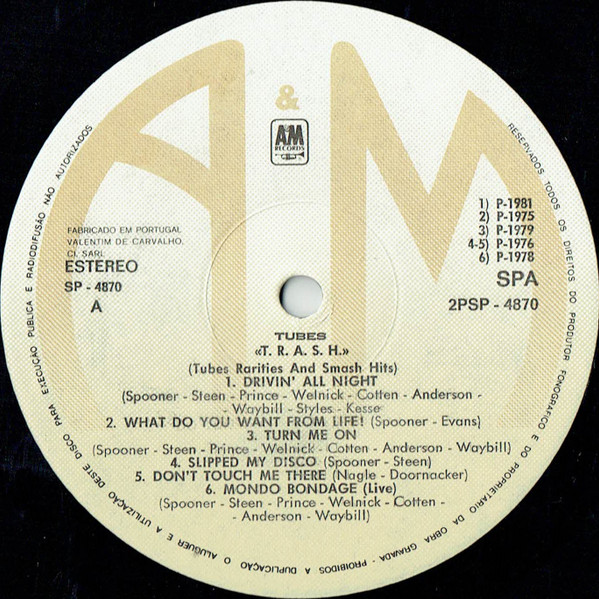 &
A&M
RECORDS
FABRICADO EM PORTUGAL
VALENTIM DE CARVALHO,
CI. SARL
ESTEREO
SP - 4870
A
1) P-1981
2) P-1975
3) P-1979
4-5) P-1976
6) P-1978
SPA
2PSP - 4870
TUBES
«T. R. A. S. H.»
(Tubes Rarities And Smash Hits)
1. DRIVIN' ALL NIGHT
(Spooner - Steen - Prince - Welnick - Cotten - Anderson -
- Waybill - Styles - Kesse
2. WHAT DO YOU WANT FROM LIFE! (Spooner - Evans)
3. TURN ME ON
(Spooner - Steen - Prince - Welnick - Cotten - Anderson - Waybill)
4. SLIPPED MY DISCO (Spooner - Steen)
5. DON'T TOUCH ME THERE (Nagle - Doornacker)
6. MONDO BONDAGE (Live)
(Spooner - Steen - Prince - Welnick - Cotten -
- Anderson - Waybill)
RESERVADOS TODOS OS DIREITOS DO PRODUTOR FONOGRÁFICO E DO PROPRIETÁRIO DA OBRA GRAVADA - PROIBIDOS A DUPLICAÇÃO O ALUGUER E A UTILIZAÇÃO DESTE DISCO PARA EXECUÇÃO PUBLICA E RADIODIFUSÃO NÃO AUTORIZADOS
A M